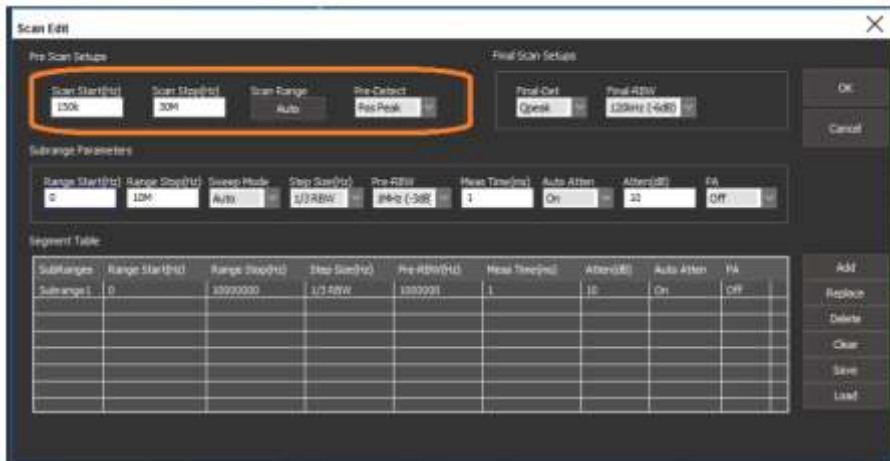 Scan Edit
Pre Scan Setups
Final Scan Setups
Scan Start(Hz) Scan Stop(Hz) Scan Range Pre-Detect
150k 30M Auto Pos Peak
Final-Det Final-RBW
Qpeak 120kHz (-6dB)
OK
Cancel
Subrange Parameters
Range Start(Hz) Range Stop(Hz) Sweep Mode Step Size(Hz) Pre-RBW Meas Time(ms) Auto Atten Atten(dB) PA
0 10M Auto 1/3 RBW 1MHz (-3dB) 1 On 10 Off
Segment Table
SubRanges Range Start(Hz) Range Stop(Hz) Step Size(Hz) Pre-RBW(Hz) Meas Time(ms) Atten(dB) Auto Atten PA
Subrange1 0 10000000 1/3 RBW 1000000 1 10 On Off
Add
Replace
Delete
Clear
Save
Load